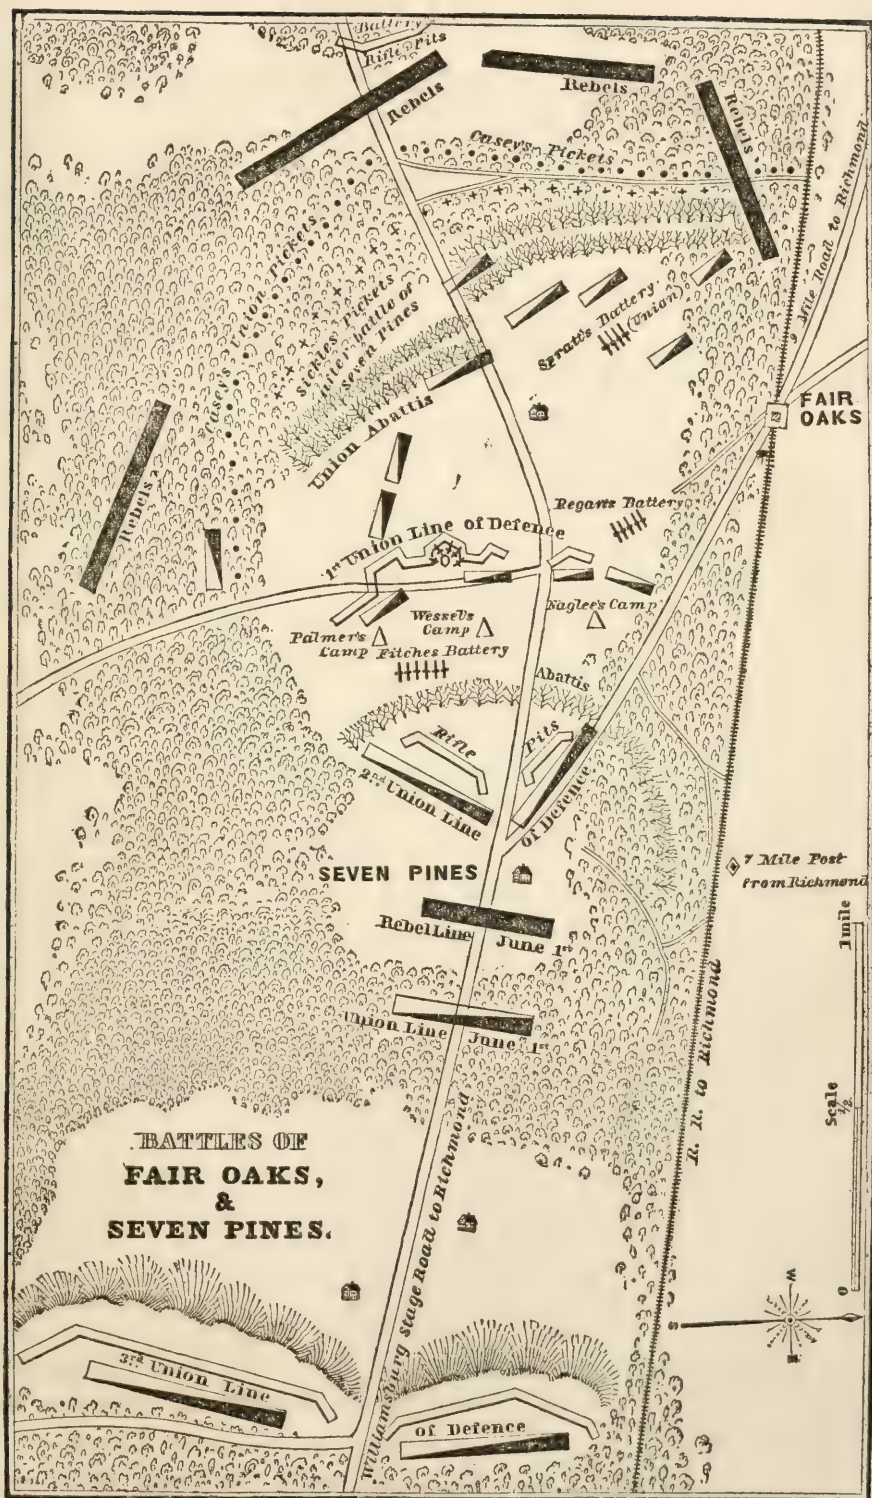 Battery
Rifle Pits
Rebels
Rebels
Rebels
Casey's Pickets
9 Mile Road to Richmond
Casey's Union Pickets
Sickles' Pickets
after battle of
Seven Pines
Spratt's Battery.
(Union)
Union Abattis
FAIR
OAKS
Rebels
Regans Battery
1st Union Line of Defence
Palmer's
Camp
Wessel's
Camp
Naglee's Camp
Fitches Battery
Abattis
Rifle Pits
2nd Union Line of Defence
SEVEN PINES
7 Mile Post
from Richmond
Rebel Line June 1st
Union Line June 1st
R. R. to Richmond
1 mile
Scale
1/2
0
BATTLES OF
FAIR OAKS,
&
SEVEN PINES.
Williamsburg Stage Road to Richmond
W
S
3rd Union Line of Defence